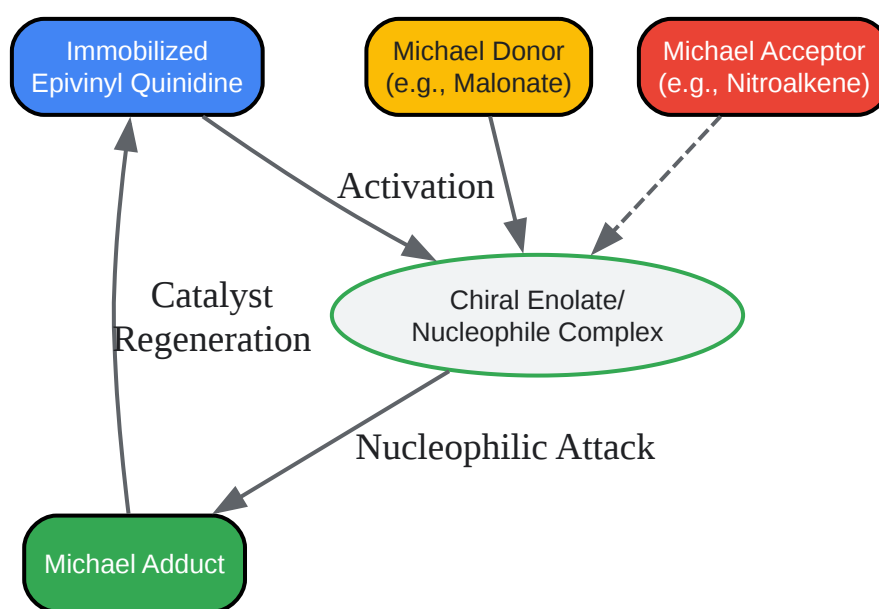 Immobilized
Epivinyl Quinidine
Michael Donor
(e.g., Malonate)
Michael Acceptor
(e.g., Nitroalkene)
Activation
Catalyst
Regeneration
Chiral Enolate/
Nucleophile Complex
Nucleophilic Attack
Michael Adduct